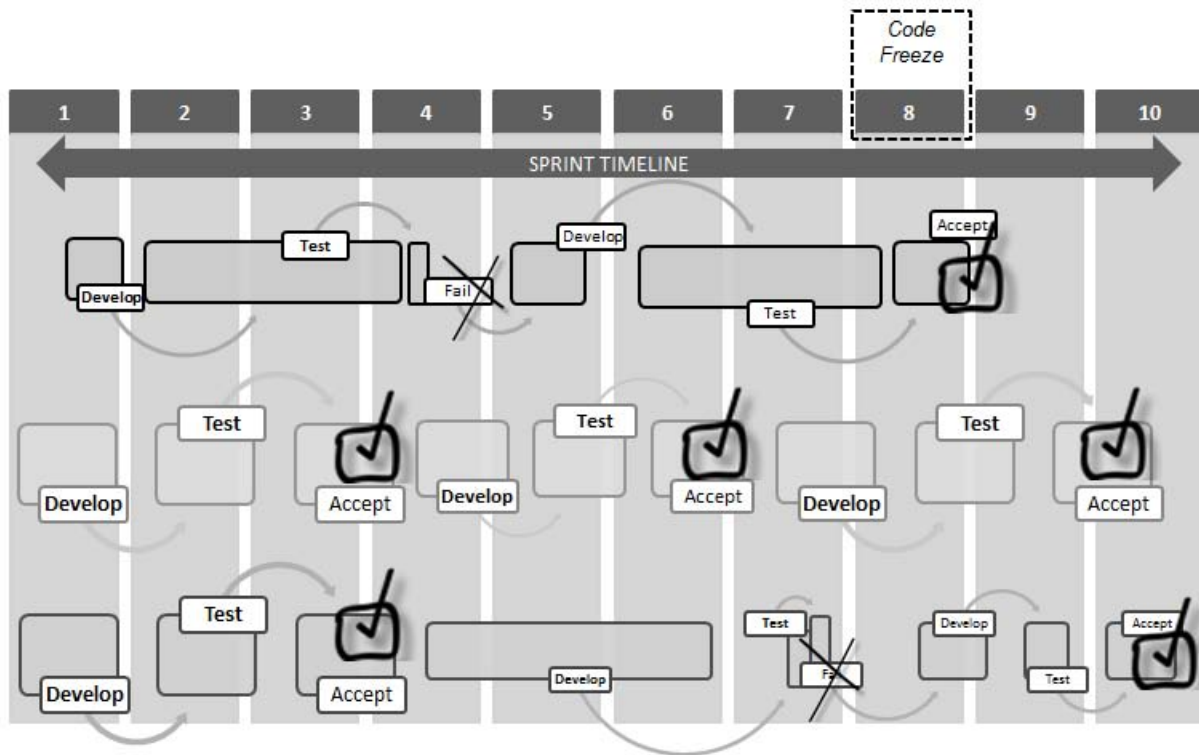 Code
Freeze
1 2 3 4 5 6 7 8 9 10
SPRINT TIMELINE
Develop
Test
Fail
Develop
Test
Accept
Develop
Test
Accept
Develop
Test
Accept
Develop
Test
Accept
Develop
Test
Accept
Develop
Test
Fail
Develop
Test
Accept